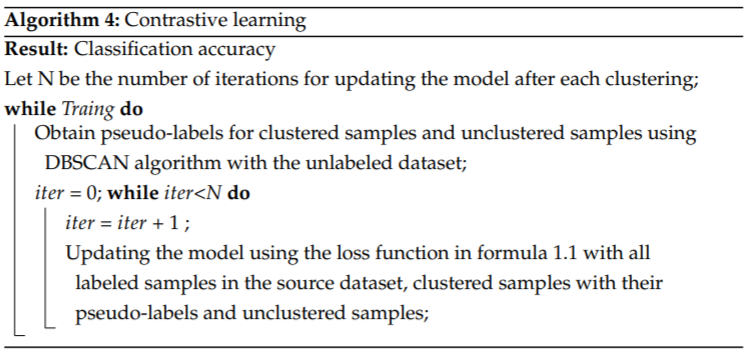 Algorithm 4: Contrastive learning
Result: Classification accuracy
Let N be the number of iterations for updating the model after each clustering;
while Traing do
Obtain pseudo-labels for clustered samples and unclustered samples using
DBSCAN algorithm with the unlabeled dataset;
iter = 0; while iter<N do
iter = iter + 1 ;
Updating the model using the loss function in formula 1.1 with all
labeled samples in the source dataset, clustered samples with their
pseudo-labels and unclustered samples;